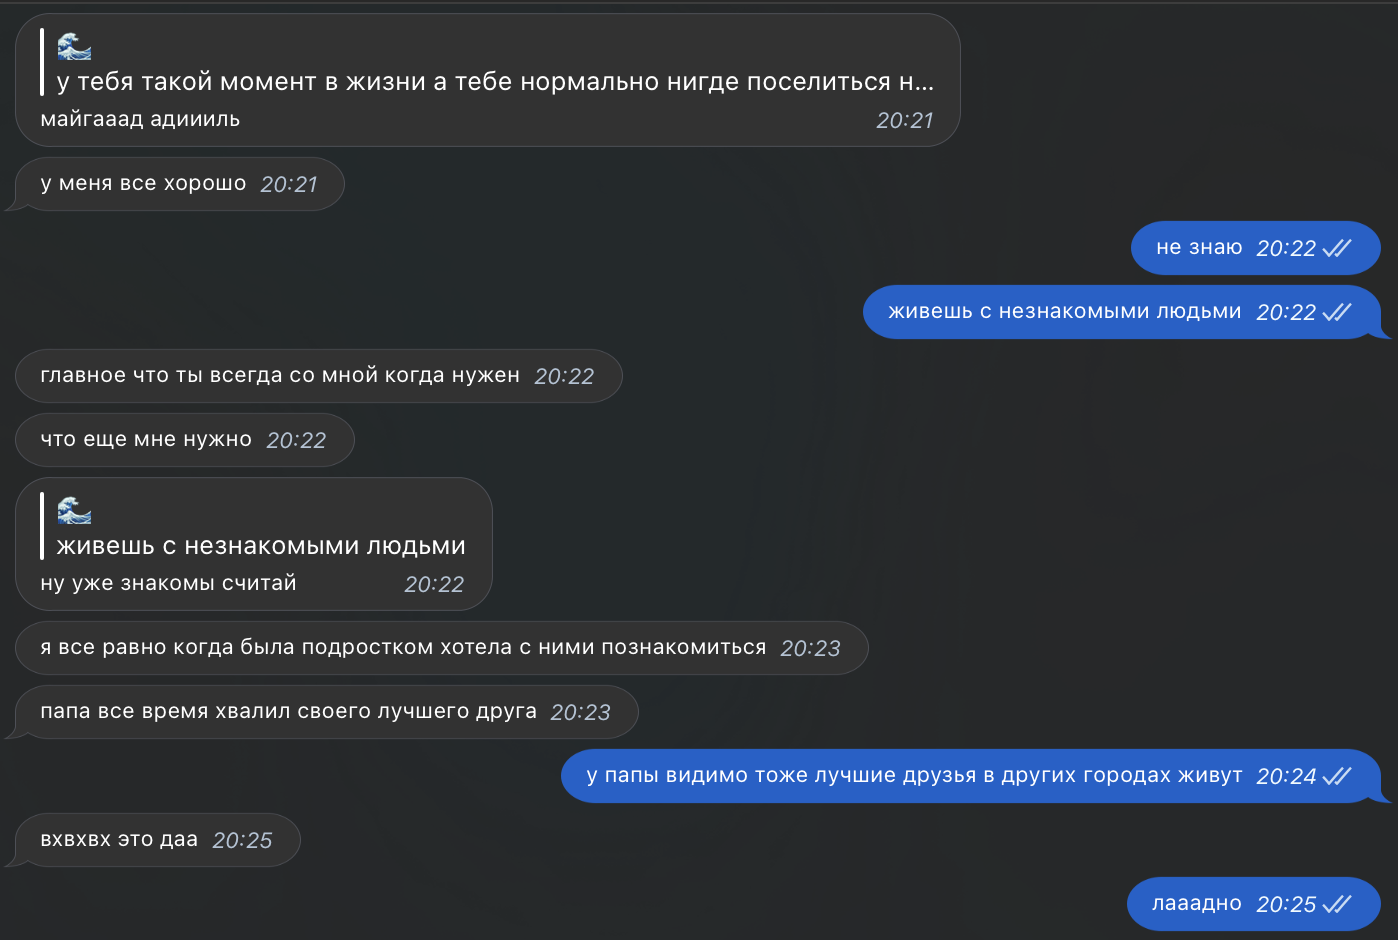 у тебя такой момент в жизни а тебе нормально нигде поселиться н...
майгааад адиииль 20:21
у меня все хорошо 20:21
не знаю 20:22
живешь с незнакомыми людьми 20:22
главное что ты всегда со мной когда нужен 20:22
что еще мне нужно 20:22
живешь с незнакомыми людьми
ну уже знакомы считай 20:22
я все равно когда была подростком хотела с ними познакомиться 20:23
папа все время хвалил своего лучшего друга 20:23
у папы видимо тоже лучшие друзья в других городах живут 20:24
вхвхвх это даа 20:25
лааадно 20:25